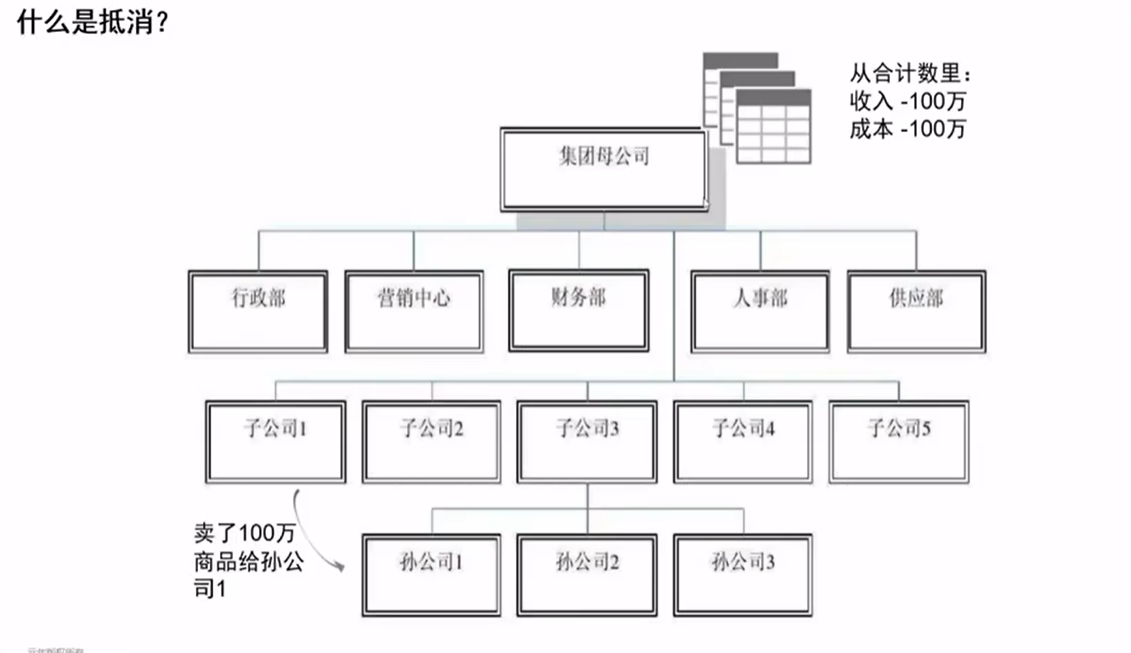 什么是抵消?
从合计数里：
收入 -100万
成本 -100万
集团母公司
行政部
营销中心
财务部
人事部
供应部
子公司1
子公司2
子公司3
子公司4
子公司5
卖了100万
商品给孙公
司1
孙公司1
孙公司2
孙公司3